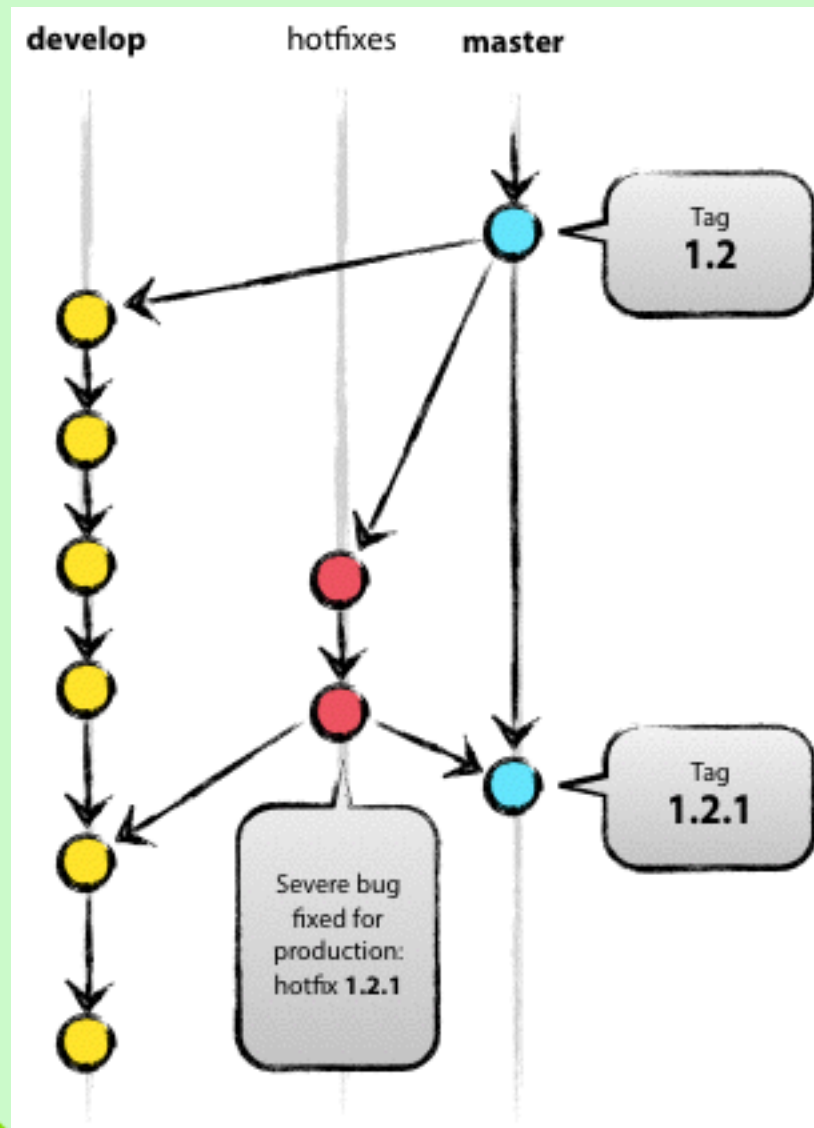 develop
hotfixes
master
Tag
1.2
Tag
1.2.1
Severe bug
fixed for
production:
hotfix 1.2.1